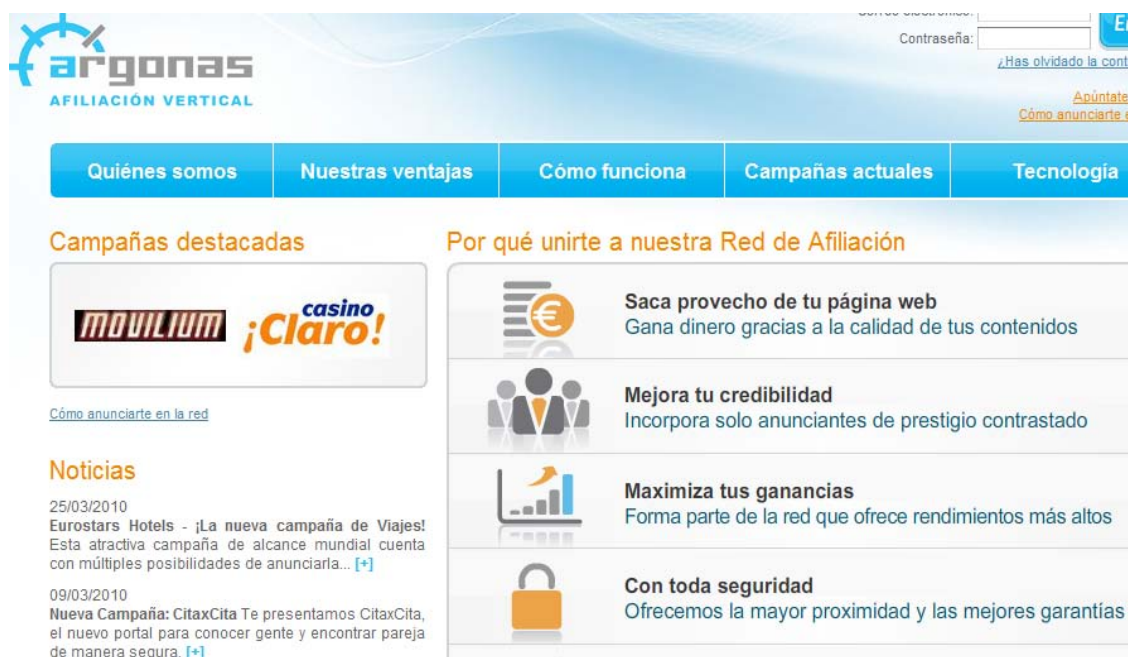 Contraseña:
¿Has olvidado la
argonas
AFILIACIÓN VERTICAL
Apúntate
Cómo anunciarte
Quiénes somos
Nuestras ventajas
Cómo funciona
Campañas actuales
Tecnología
Campañas destacadas
MOVILIUM
casino
¡Claro!
Cómo anunciarte en la red
Noticias
25/03/2010
Eurostars Hotels - ¡La nueva campaña de Viajes!
Esta atractiva campaña de alcance mundial cuenta
con múltiples posibilidades de anunciarla... [+]
09/03/2010
Nueva Campaña: CitaxCita Te presentamos CitaxCita,
el nuevo portal para conocer gente y encontrar pareja
de manera segura. [+]
Por qué unirte a nuestra Red de Afiliación
Saca provecho de tu página web
Gana dinero gracias a la calidad de tus contenidos
Mejora tu credibilidad
Incorpora solo anunciantes de prestigio contrastado
Maximiza tus ganancias
Forma parte de la red que ofrece rendimientos más altos
Con toda seguridad
Ofrecemos la mayor proximidad y las mejores garantías